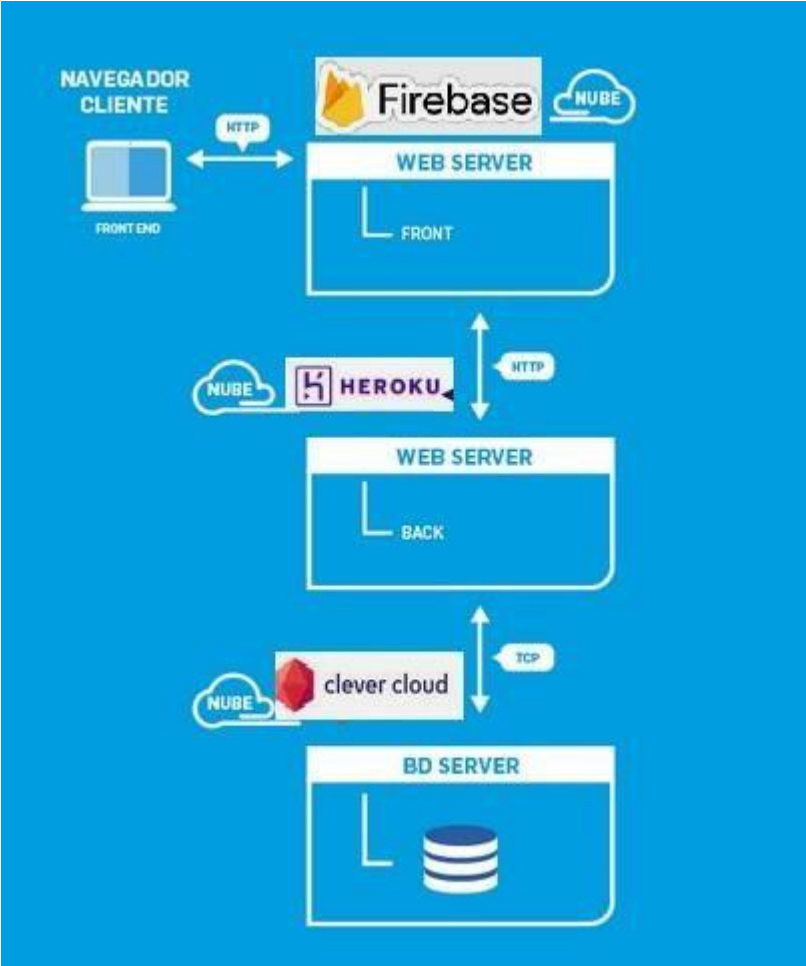 NAVEGADOR
CLIENTE
Firebase
NUBE
HTTP
WEB SERVER
FRONT END
FRONT
NUBE
HEROKU
HTTP
WEB SERVER
BACK
TCP
clever cloud
NUBE
BD SERVER